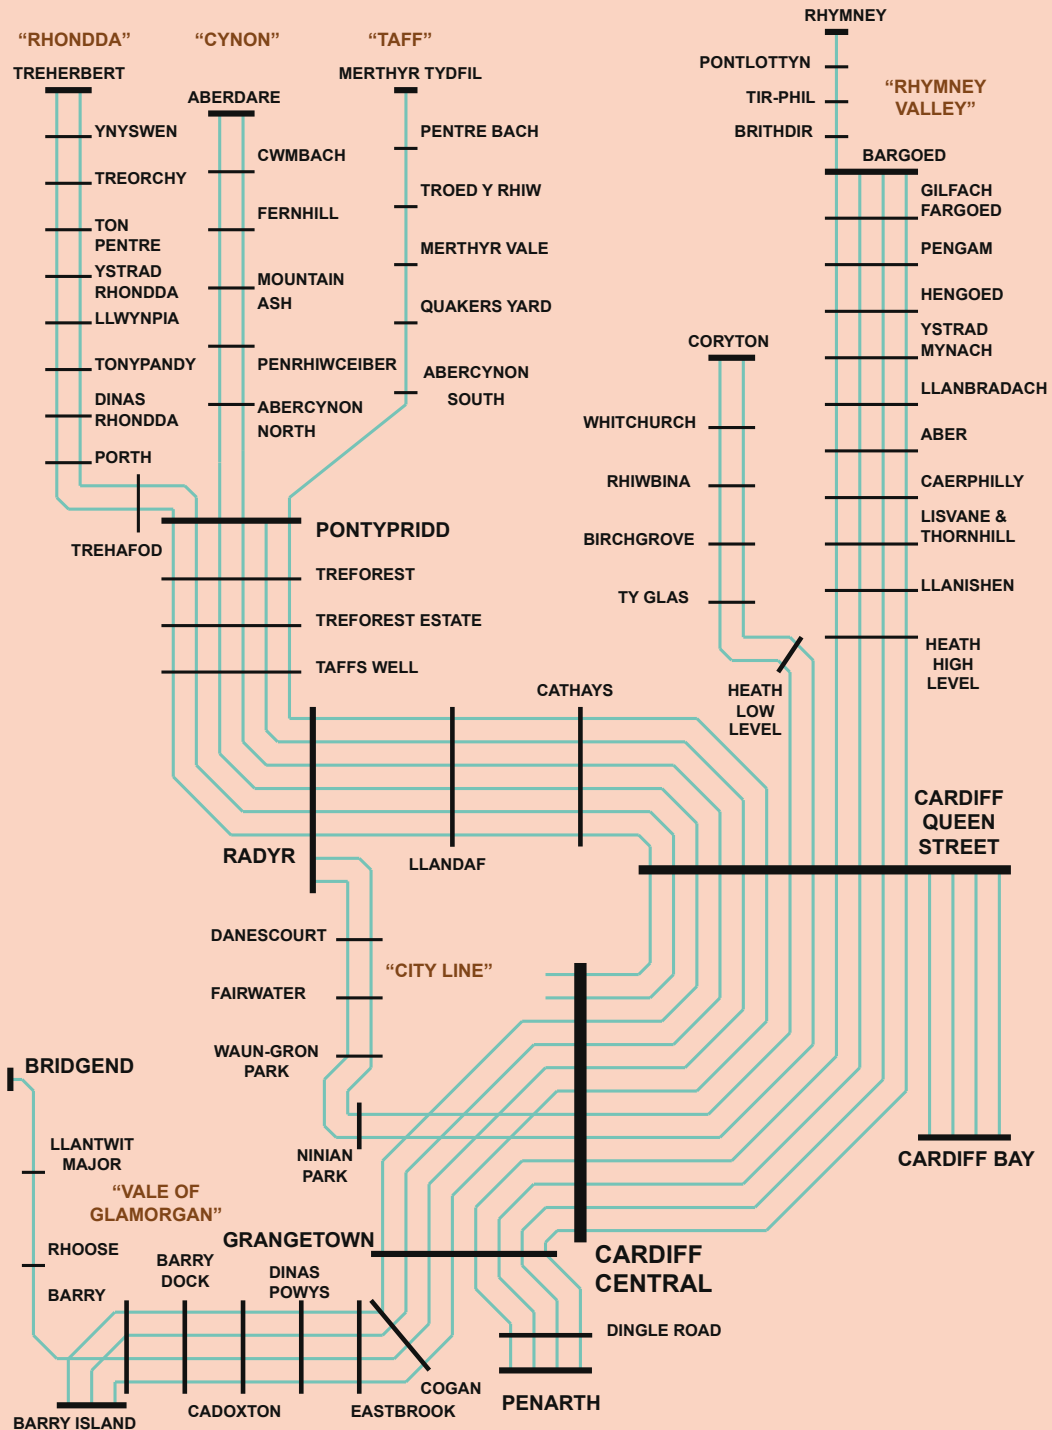 RHYMNEY
“RHONDDA”
“CYNON”
“TAFF”
PONTLOTTYN
TREHERBERT
MERTHYR TYDFIL
“RHYMNEY
VALLEY”
ABERDARE
TIR-PHIL
YNYSWEN
PENTRE BACH
BRITHDIR
CWMBACH
BARGOED
TREORCHY
TROED Y RHIW
GILFACH
FARGOED
FERNHILL
TON
PENTRE
MERTHYR VALE
PENGAM
YSTRAD
RHONDDA
MOUNTAIN
ASH
HENGOED
QUAKERS YARD
LLWYNPIA
YSTRAD
MYNACH
CORYTON
TONYPANDY
PENRHIWCEIBER
ABERCYNON
SOUTH
LLANBRADACH
DINAS
RHONDDA
ABERCYNON
NORTH
WHITCHURCH
ABER
PORTH
RHIWBINA
CAERPHILLY
LISVANE &
THORNHILL
PONTYPRIDD
BIRCHGROVE
TREHAFOD
TREFOREST
LLANISHEN
TY GLAS
TREFOREST ESTATE
HEATH
HIGH
LEVEL
TAFFS WELL
CATHAYS
HEATH
LOW
LEVEL
CARDIFF
QUEEN
STREET
RADYR
LLANDAF
DANESCOURT
“CITY LINE”
FAIRWATER
WAUN-GRON
PARK
BRIDGEND
LLANTWIT
MAJOR
NINIAN
PARK
CARDIFF BAY
“VALE OF
GLAMORGAN”
GRANGETOWN
RHOOSE
BARRY
DOCK
CARDIFF
CENTRAL
DINAS
POWYS
BARRY
DINGLE ROAD
COGAN
PENARTH
CADOXTON
EASTBROOK
BARRY ISLAND